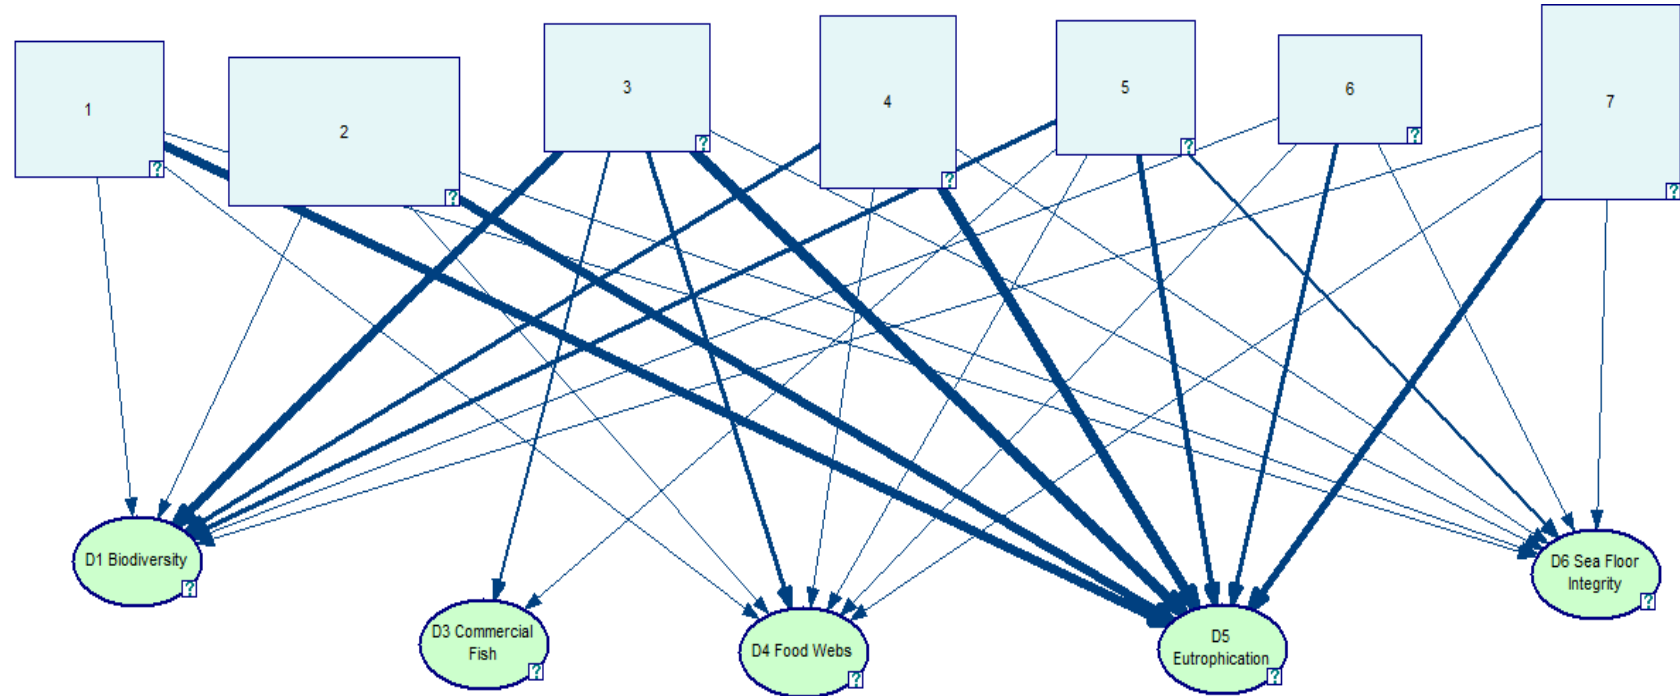 1
?
2
?
3
?
4
?
5
?
6
?
7
?
D1 Biodiversity
?
D3 Commercial
Fish
?
D4 Food Webs
?
D5
Eutrophication
?
D6 Sea Floor
Integrity
?